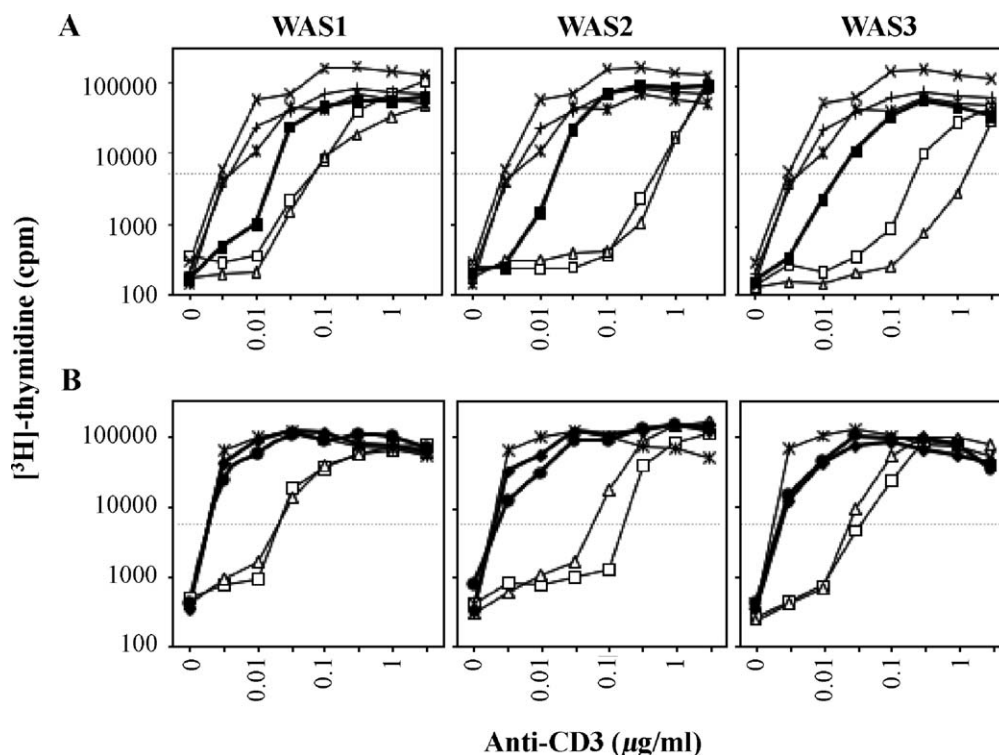 A
WAS1 WAS2 WAS3
100000
10000
1000
100
0 0.01 0.1 1 0 0.01 0.1 1 0 0.01 0.1 1
B
100000
10000
1000
100
0 0.01 0.1 1 0 0.01 0.1 1 0 0.01 0.1 1
[³H]-thymidine (cpm)
Anti-CD3 (µg/ml)